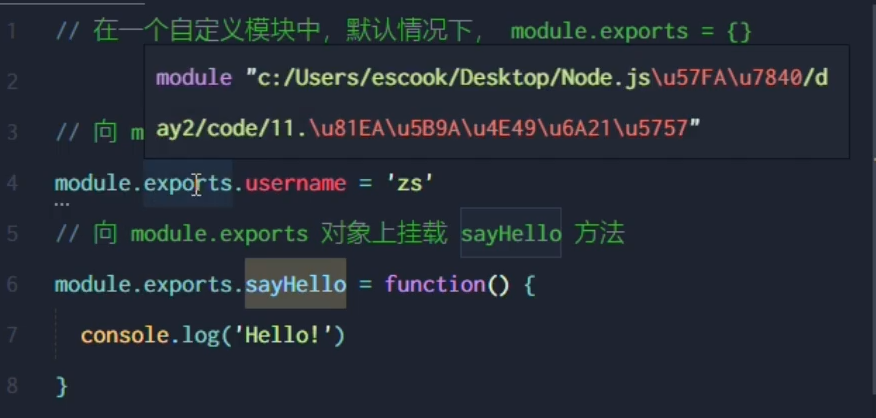 1 // 在一个自定义模块中，默认情况下， module.exports = {}
2
module "c:/Users/escook/Desktop/Node.js\u57FA\u7840/d
ay2/code/11.\u81EA\u5B9A\u4E49\u6A21\u5757"
3 // 向 m
4 module.exports.username = 'zs'
5 // 向 module.exports 对象上挂载 sayHello 方法
6 module.exports.sayHello = function() {
7 console.log('Hello!')
8 }